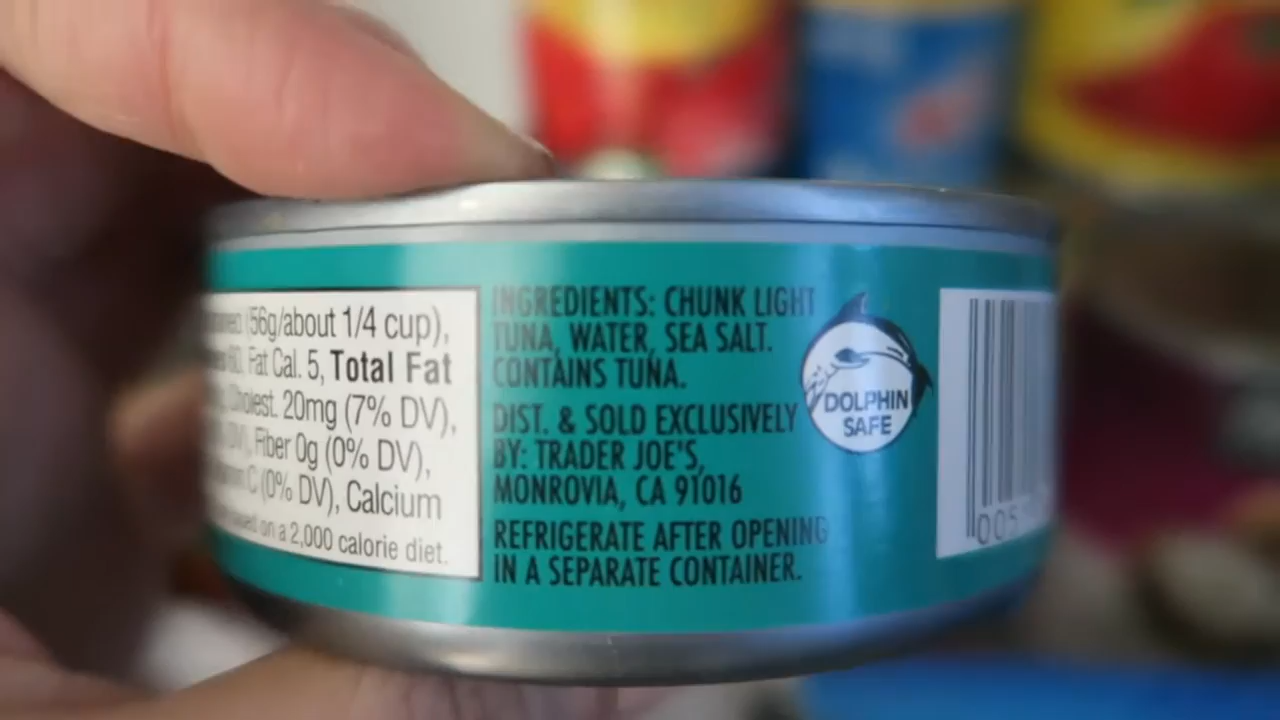 (56g/about 1/4 cup),
Fat Cal. 5, Total Fat
Cholest. 20mg (7% DV),
Fiber 0g (0% DV),
C (0% DV), Calcium
on a 2,000 calorie diet.
INGREDIENTS: CHUNK LIGHT
TUNA, WATER, SEA SALT.
CONTAINS TUNA.
DIST. & SOLD EXCLUSIVELY
BY: TRADER JOE'S,
MONROVIA, CA 91016
REFRIGERATE AFTER OPENING
IN A SEPARATE CONTAINER.
DOLPHIN
SAFE